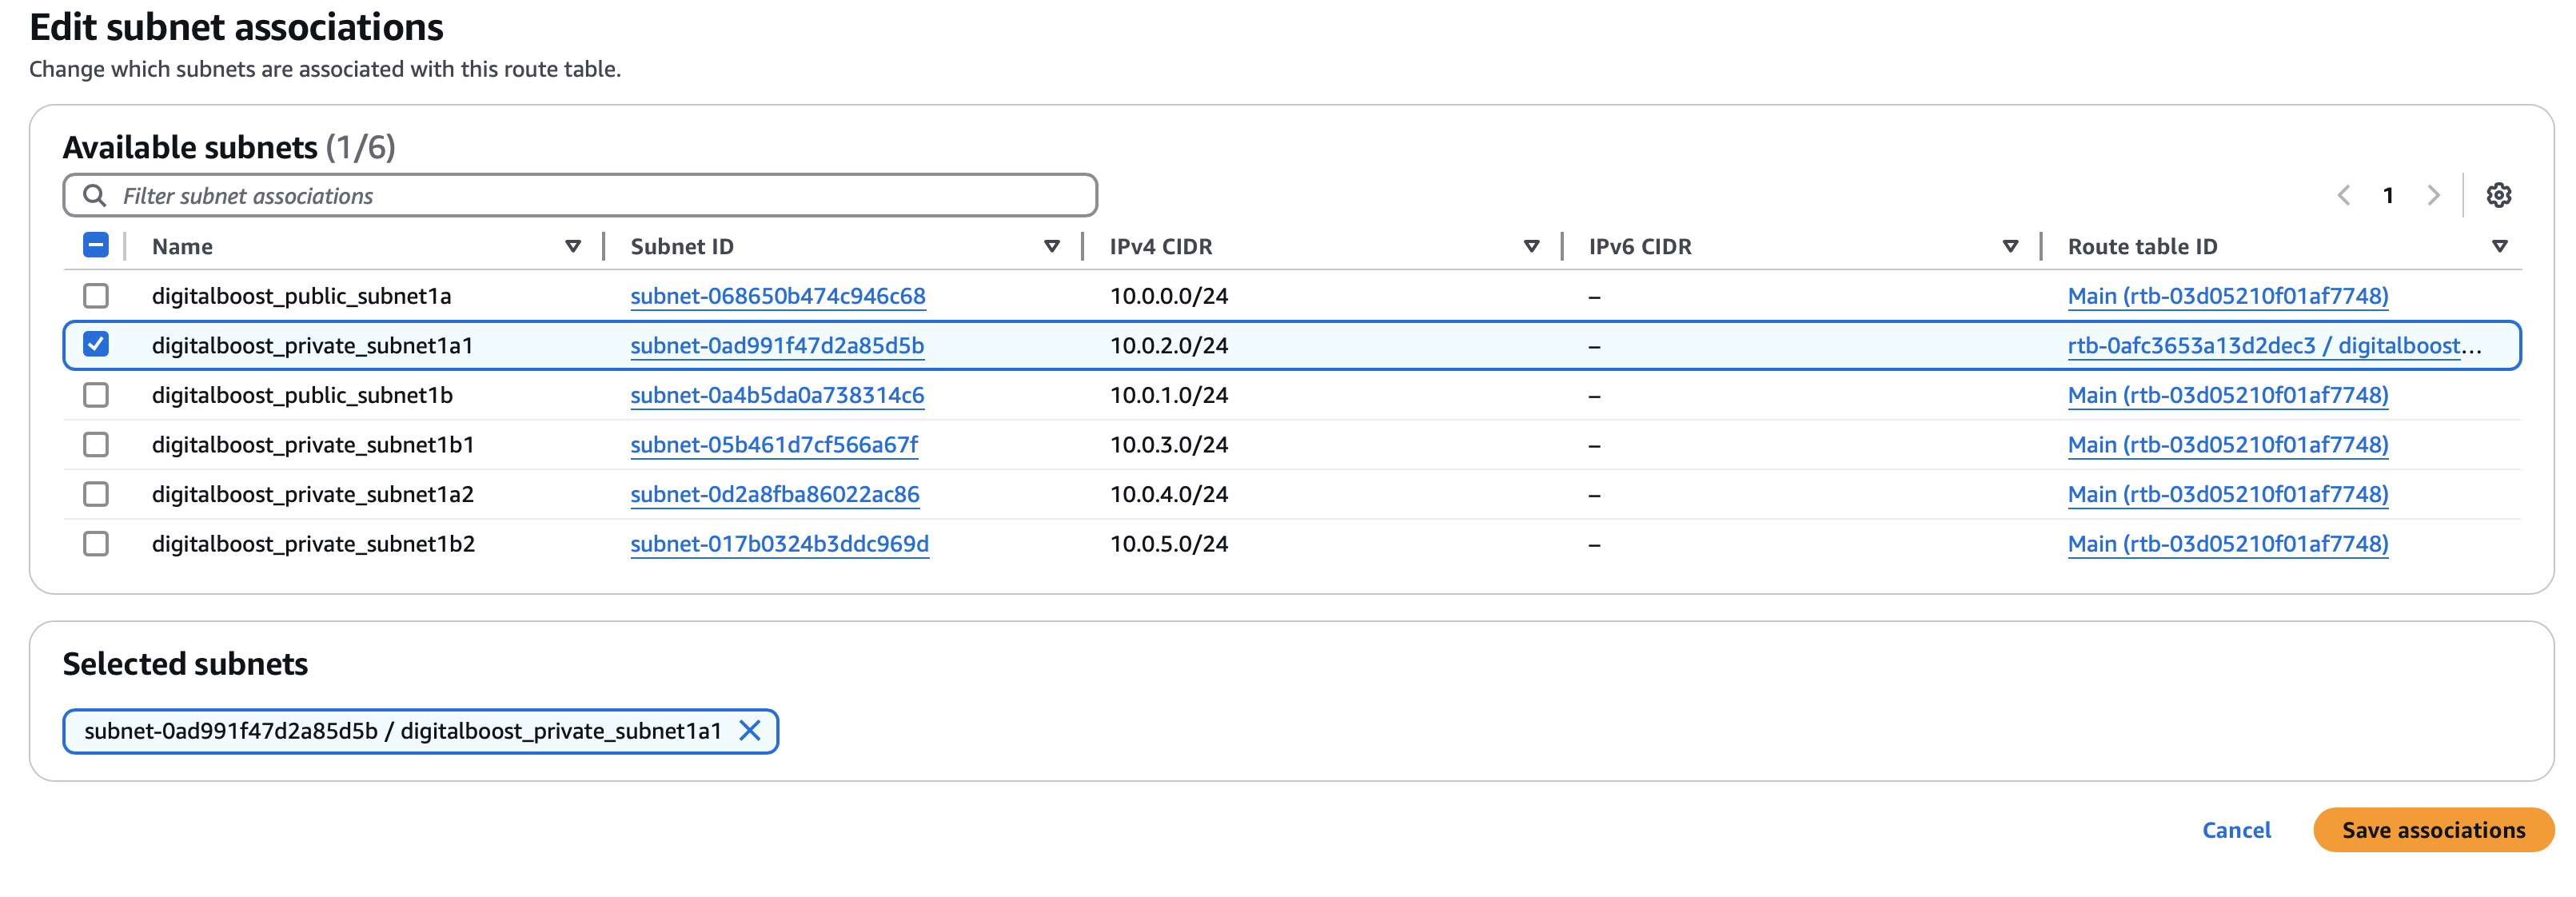 Edit subnet associations
Change which subnets are associated with this route table.
Available subnets (1/6)
Filter subnet associations
1
Name Subnet ID IPv4 CIDR IPv6 CIDR Route table ID
digitalboost_public_subnet1a subnet-068650b474c946c68 10.0.0.0/24 – Main (rtb-03d05210f01af7748)
digitalboost_private_subnet1a1 subnet-0ad991f47d2a85d5b 10.0.2.0/24 – rtb-0afc3653a13d2dec3 / digitalboost...
digitalboost_public_subnet1b subnet-0a4b5da0a738314c6 10.0.1.0/24 – Main (rtb-03d05210f01af7748)
digitalboost_private_subnet1b1 subnet-05b461d7cf566a67f 10.0.3.0/24 – Main (rtb-03d05210f01af7748)
digitalboost_private_subnet1a2 subnet-0d2a8fba86022ac86 10.0.4.0/24 – Main (rtb-03d05210f01af7748)
digitalboost_private_subnet1b2 subnet-017b0324b3ddc969d 10.0.5.0/24 – Main (rtb-03d05210f01af7748)
Selected subnets
subnet-0ad991f47d2a85d5b / digitalboost_private_subnet1a1
Cancel Save associations